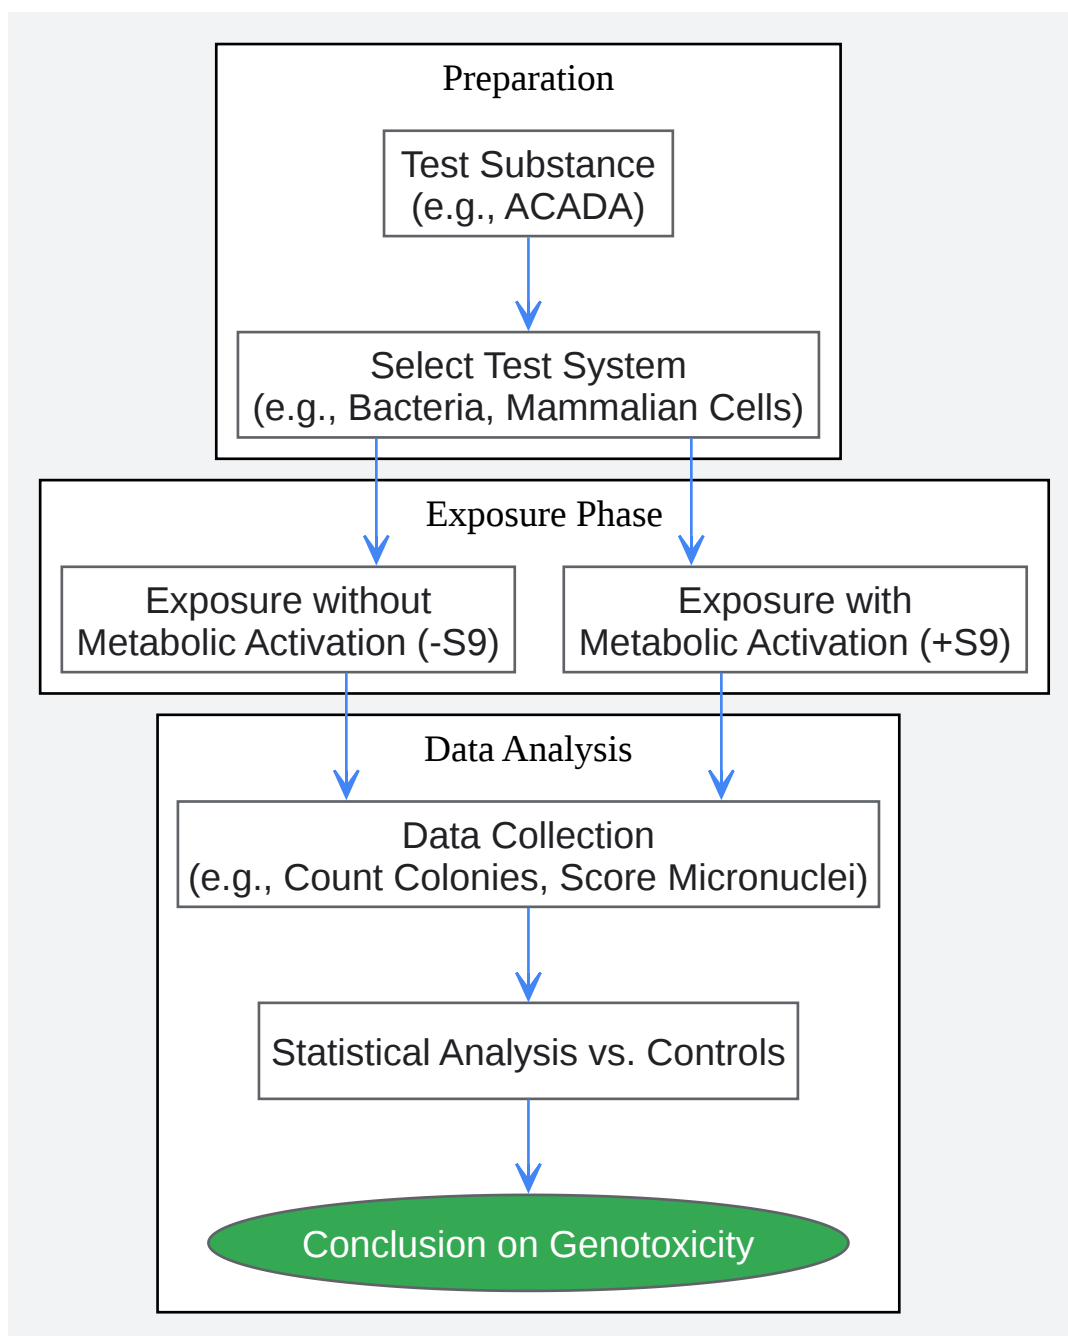 Preparation
Test Substance
(e.g., ACADA)
Select Test System
(e.g., Bacteria, Mammalian Cells)
Exposure Phase
Exposure without
Metabolic Activation (-S9)
Exposure with
Metabolic Activation (+S9)
Data Analysis
Data Collection
(e.g., Count Colonies, Score Micronuclei)
Statistical Analysis vs. Controls
Conclusion on Genotoxicity